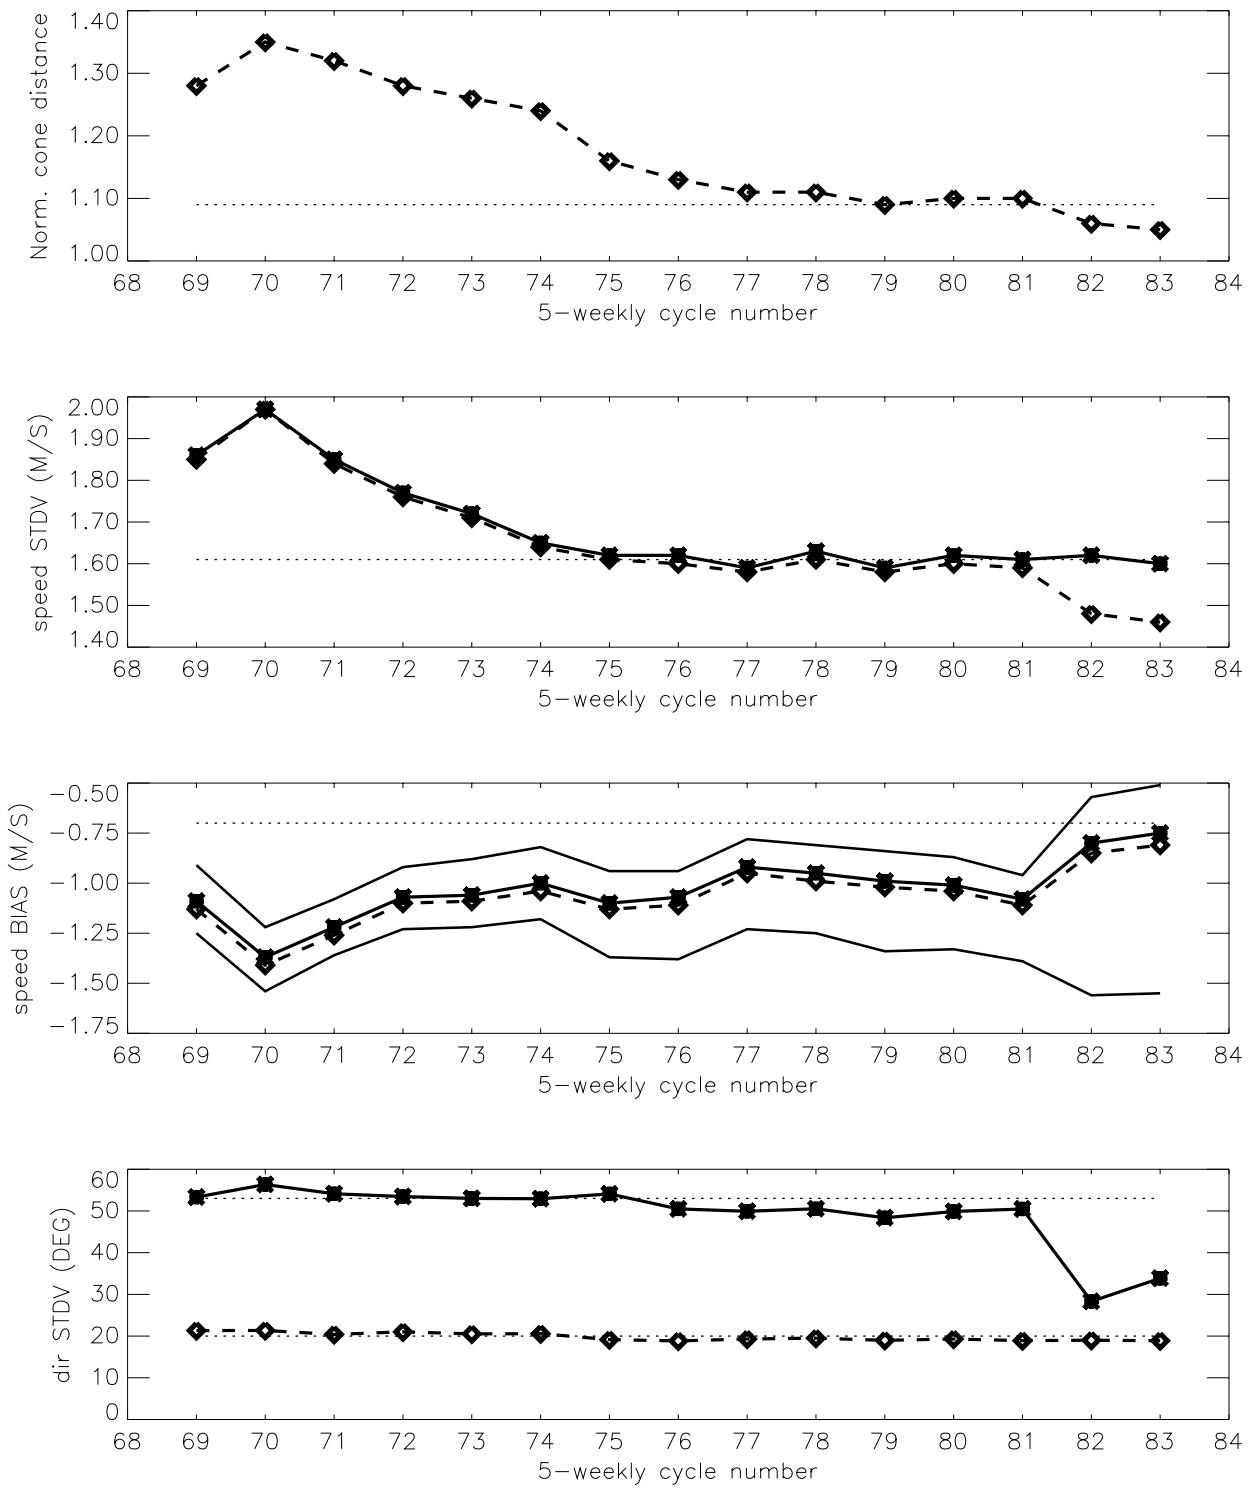 Norm. cone distance
1.40
1.30
1.20
1.10
1.00
68 69 70 71 72 73 74 75 76 77 78 79 80 81 82 83 84
5-weekly cycle number
speed STDV (M/S)
2.00
1.90
1.80
1.70
1.60
1.50
1.40
68 69 70 71 72 73 74 75 76 77 78 79 80 81 82 83 84
5-weekly cycle number
speed BIAS (M/S)
-0.50
-0.75
-1.00
-1.25
-1.50
-1.75
68 69 70 71 72 73 74 75 76 77 78 79 80 81 82 83 84
5-weekly cycle number
dir STDV (DEG)
60
50
40
30
20
10
0
68 69 70 71 72 73 74 75 76 77 78 79 80 81 82 83 84
5-weekly cycle number